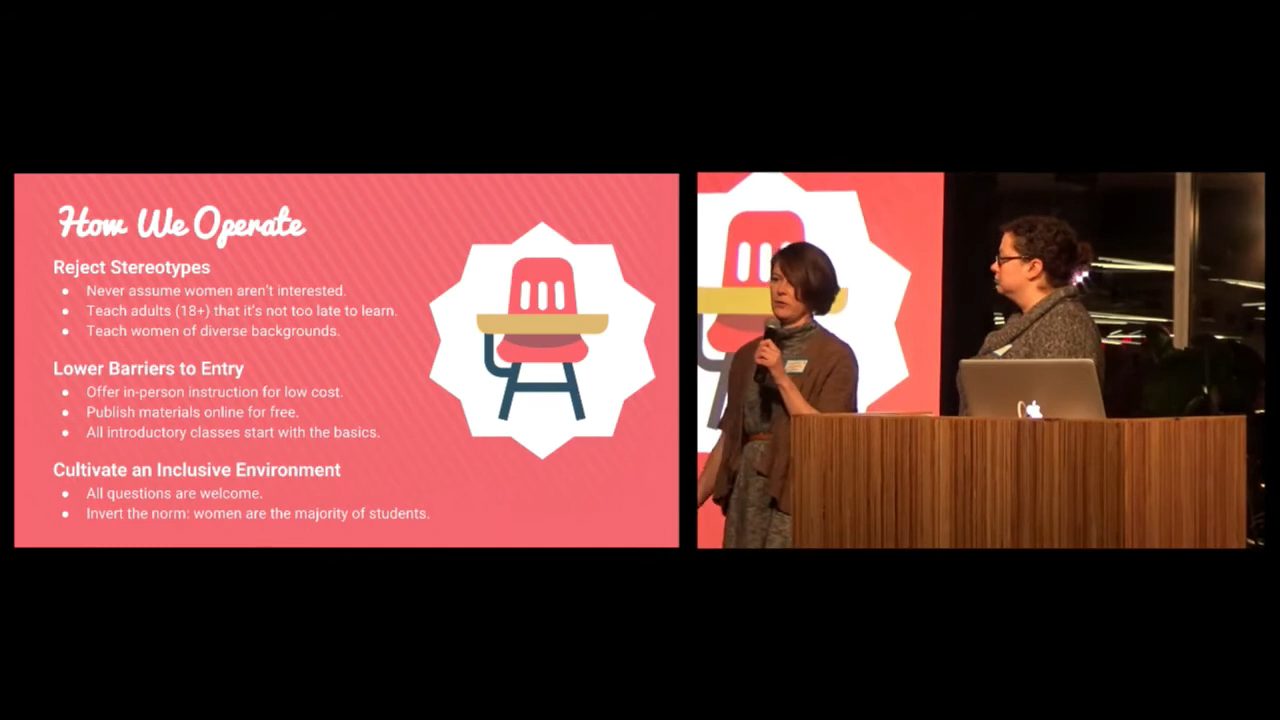 How We Operate
Reject Stereotypes
● Never assume women aren't interested.
● Teach adults (18+) that it's not too late to learn.
● Teach women of diverse backgrounds.
Lower Barriers to Entry
● Offer in-person instruction for low cost.
● Publish materials online for free.
● All introductory classes start with the basics.
Cultivate an Inclusive Environment
● All questions are welcome.
● Invert the norm: women are the majority of students.